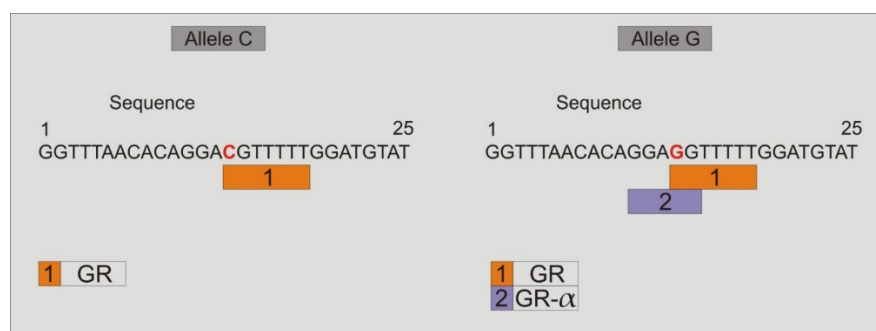 Allele C
Sequence
1 25
GGTTTAACACAGGACGTTTTTGGATGTAT
1
1 GR
Allele G
Sequence
1 25
GGTTTAACACAGGAGGTTTTTGGATGTAT
1
2
1 GR
2 GR-α